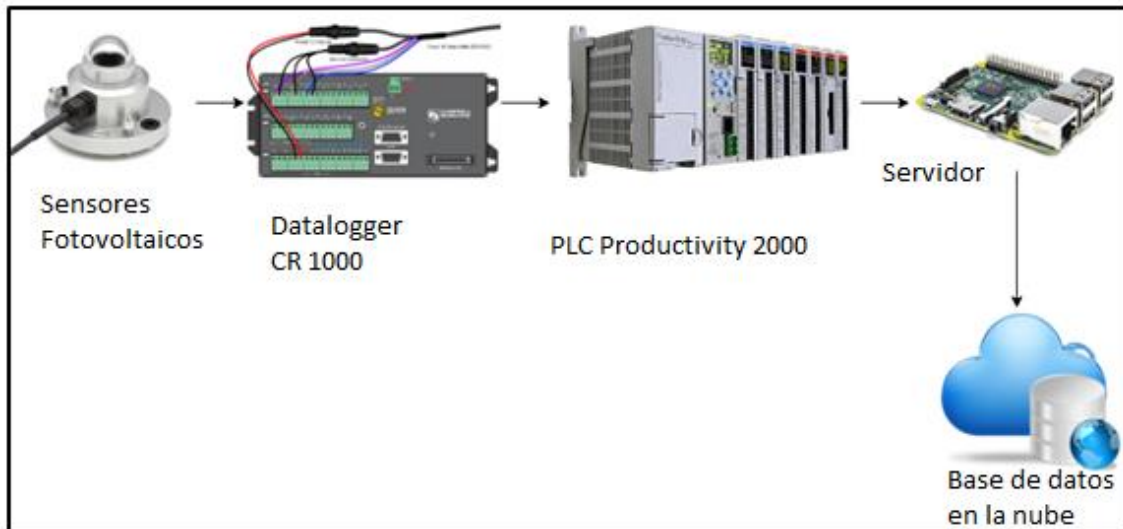 Sensores
Fotovoltaicos
Datalogger
CR 1000
PLC Productivity 2000
Servidor
Base de datos
en la nube